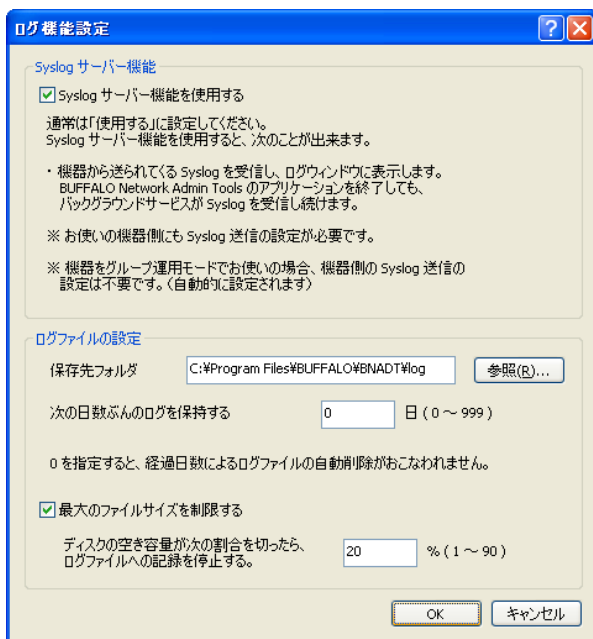 ログ機能設定
Syslog サーバー機能
Syslog サーバー機能を使用する
通常は「使用する」に設定してください。
Syslog サーバー機能を使用すると、次のことが出来ます。
・機器から送られてくる Syslog を受信し、ログウィンドウに表示します。
BUFFALO Network Admin Tools のアプリケーションを終了しても、
バックグラウンドサービスが Syslog を受信し続けます。
※ お使いの機器側にも Syslog 送信の設定が必要です。
※ 機器をグループ運用モードでお使いの場合、機器側の Syslog 送信の
設定は不要です。(自動的に設定されます)
ログファイルの設定
保存先フォルダ C:¥Program Files¥BUFFALO¥BNADT¥log 参照(R)...
次の日数ぶんのログを保持する 0 日 ( 0 ～ 999 )
0 を指定すると、経過日数によるログファイルの自動削除がおこなわれません。
最大のファイルサイズを制限する
ディスクの空き容量が次の割合を切ったら、
ログファイルへの記録を停止する。 20 % ( 1 ～ 90 )
OK キャンセル